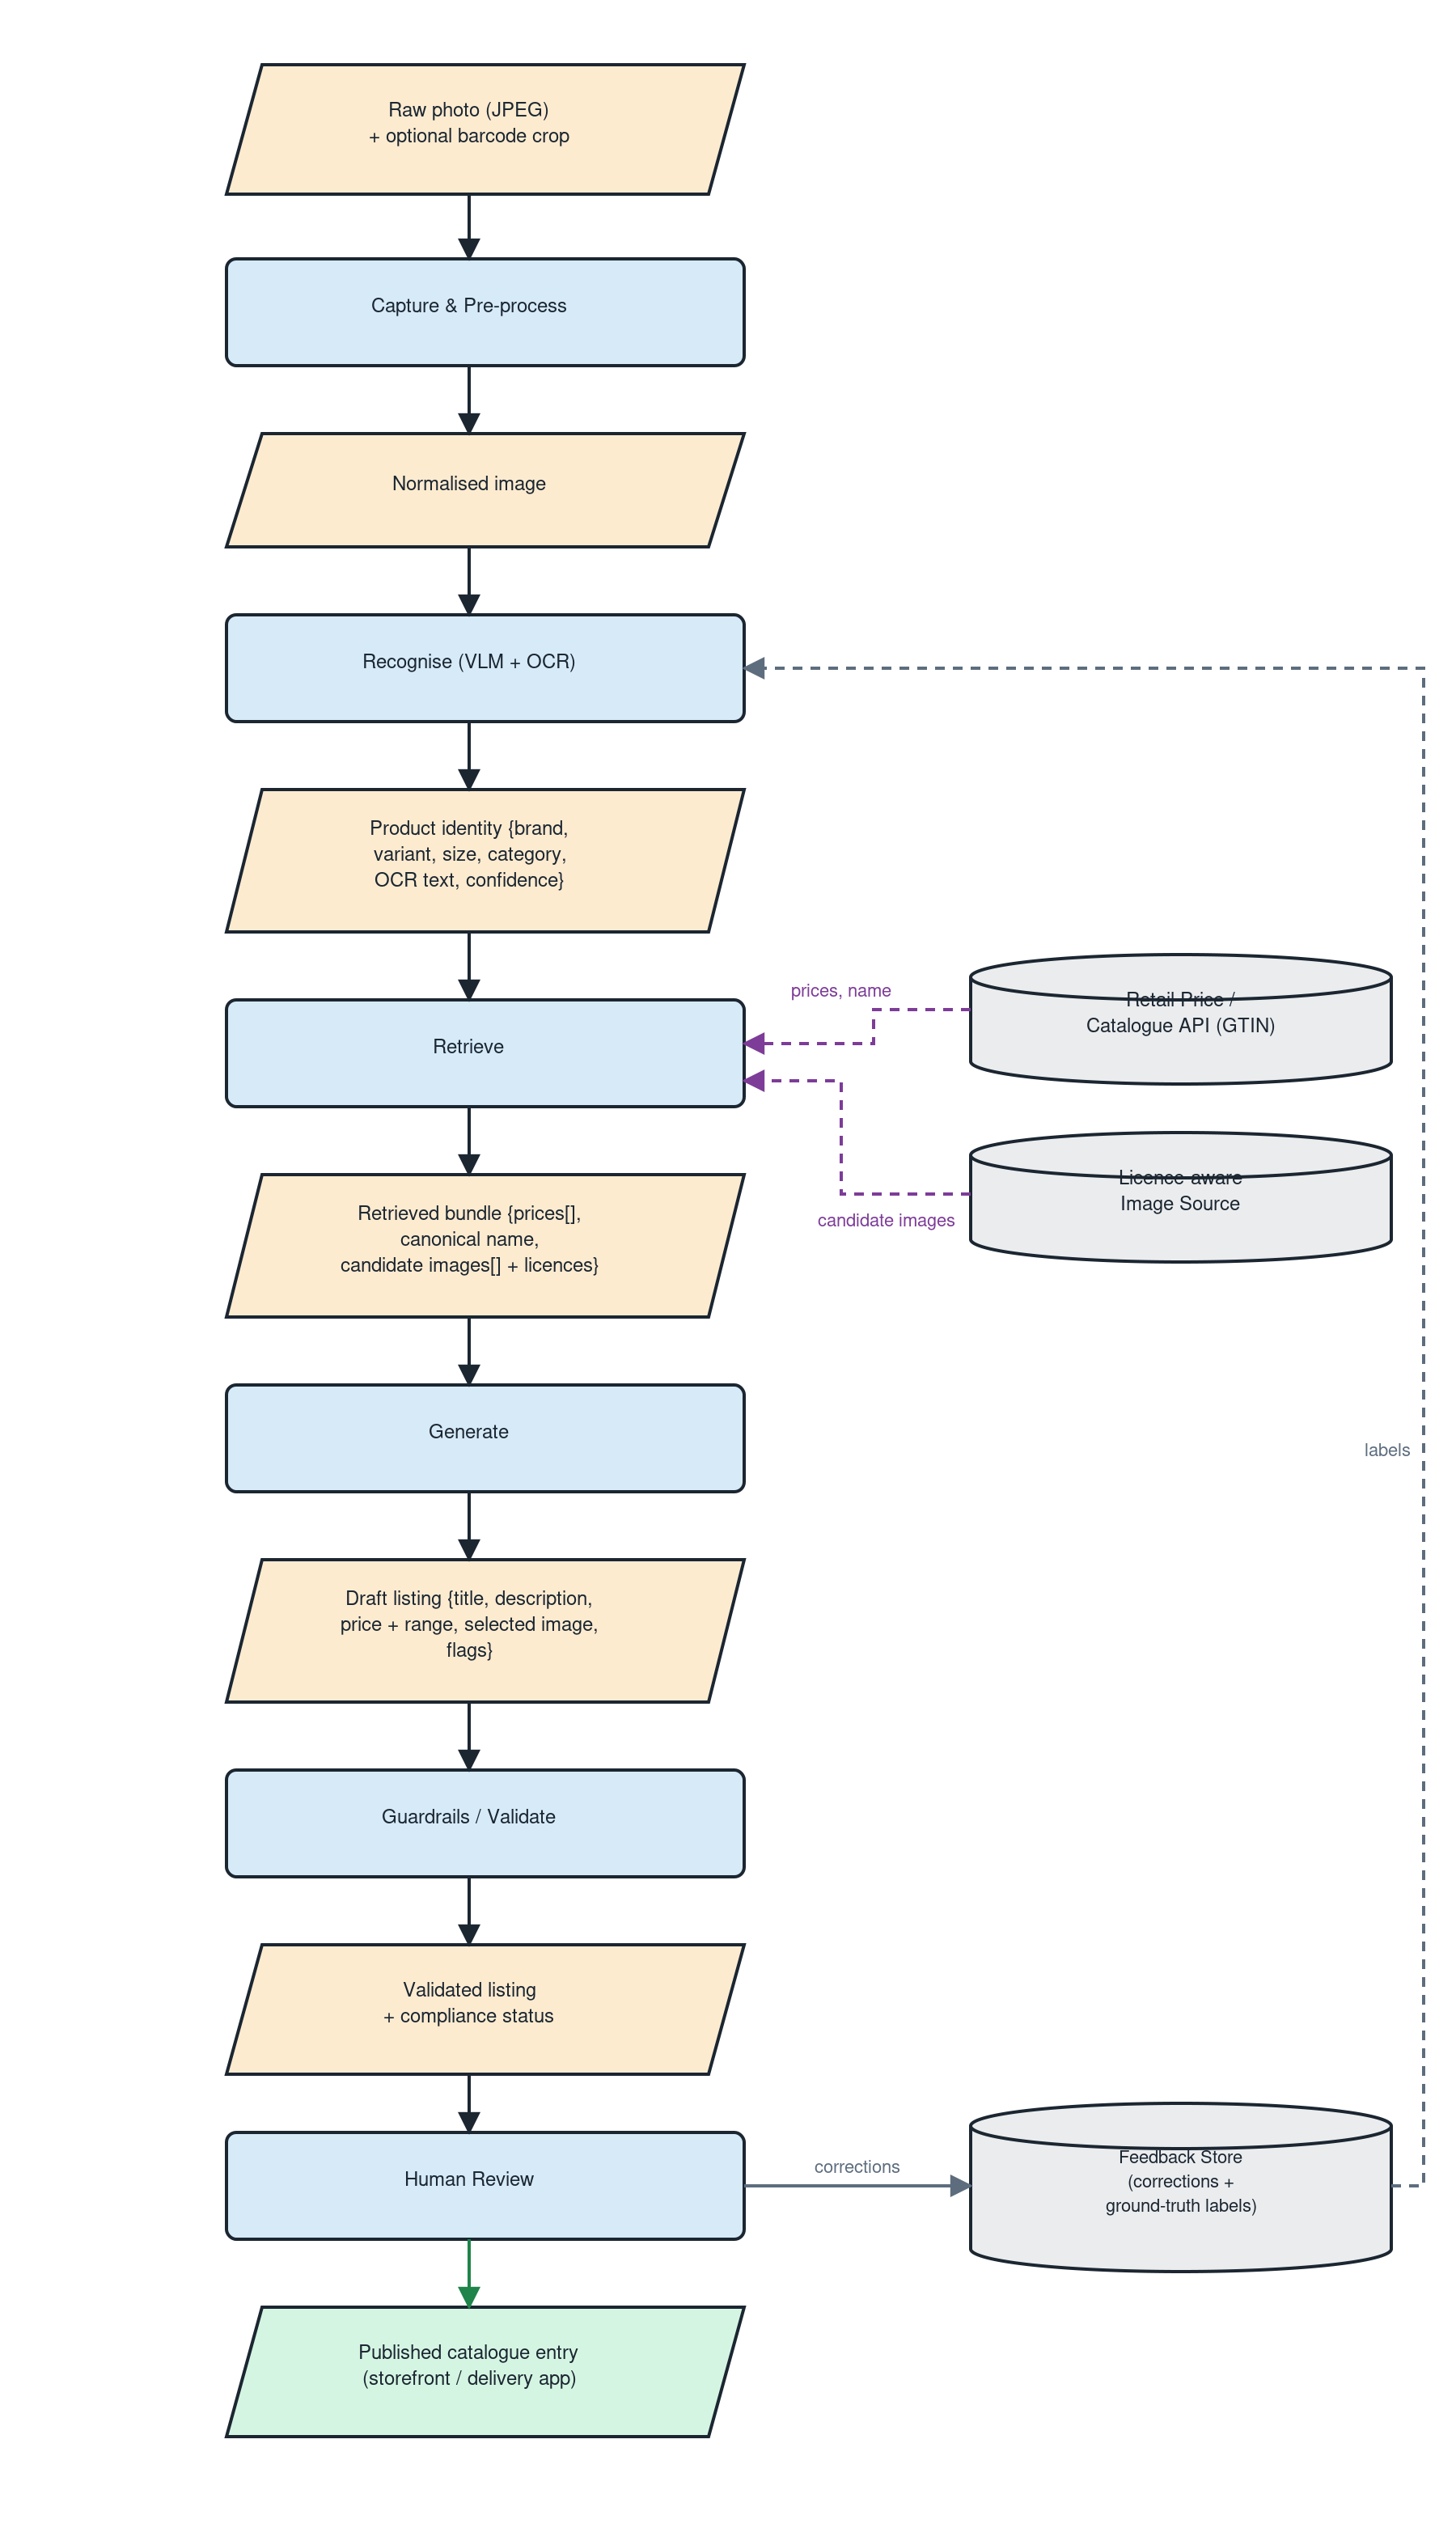 Raw photo (JPEG)
+ optional barcode crop
Capture & Pre-process
Normalised image
Recognise (VLM + OCR)
Product identity {brand,
variant, size, category,
OCR text, confidence}
prices, name
Retail Price /
Catalogue API (GTIN)
Retrieve
Licence-aware
Image Source
candidate images
Retrieved bundle {prices[],
canonical name,
candidate images[] + licences}
Generate
labels
Draft listing {title, description,
price + range, selected image,
flags}
Guardrails / Validate
Validated listing
+ compliance status
Human Review
corrections
Feedback Store
(corrections +
ground-truth labels)
Published catalogue entry
(storefront / delivery app)